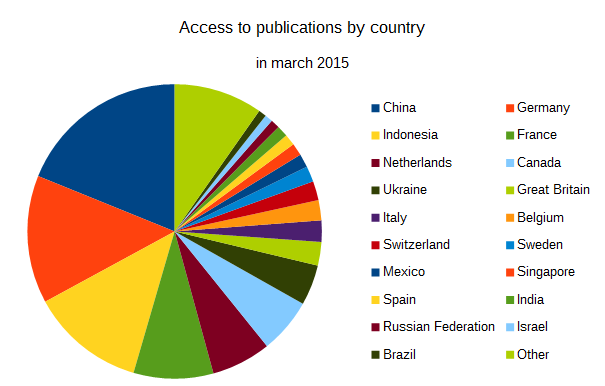 Access to publications by country
in march 2015
China Germany
Indonesia France
Netherlands Canada
Ukraine Great Britain
Italy Belgium
Switzerland Sweden
Mexico Singapore
Spain India
Russian Federation Israel
Brazil Other